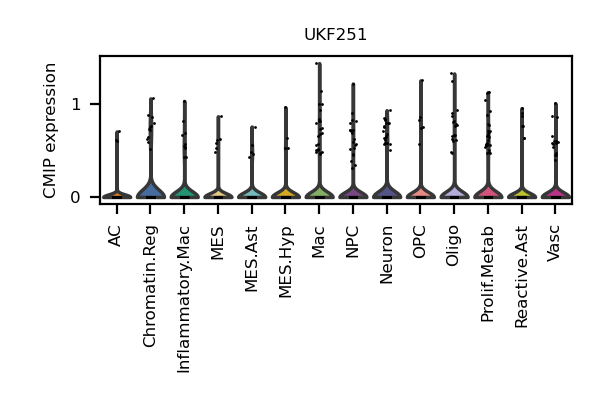 UKF251
CMIP expression
1
0
AC
Chromatin.Reg
Inflammatory.Mac
MES
MES.Ast
MES.Hyp
Mac
NPC
Neuron
OPC
Oligo
Prolif.Metab
Reactive.Ast
Vasc